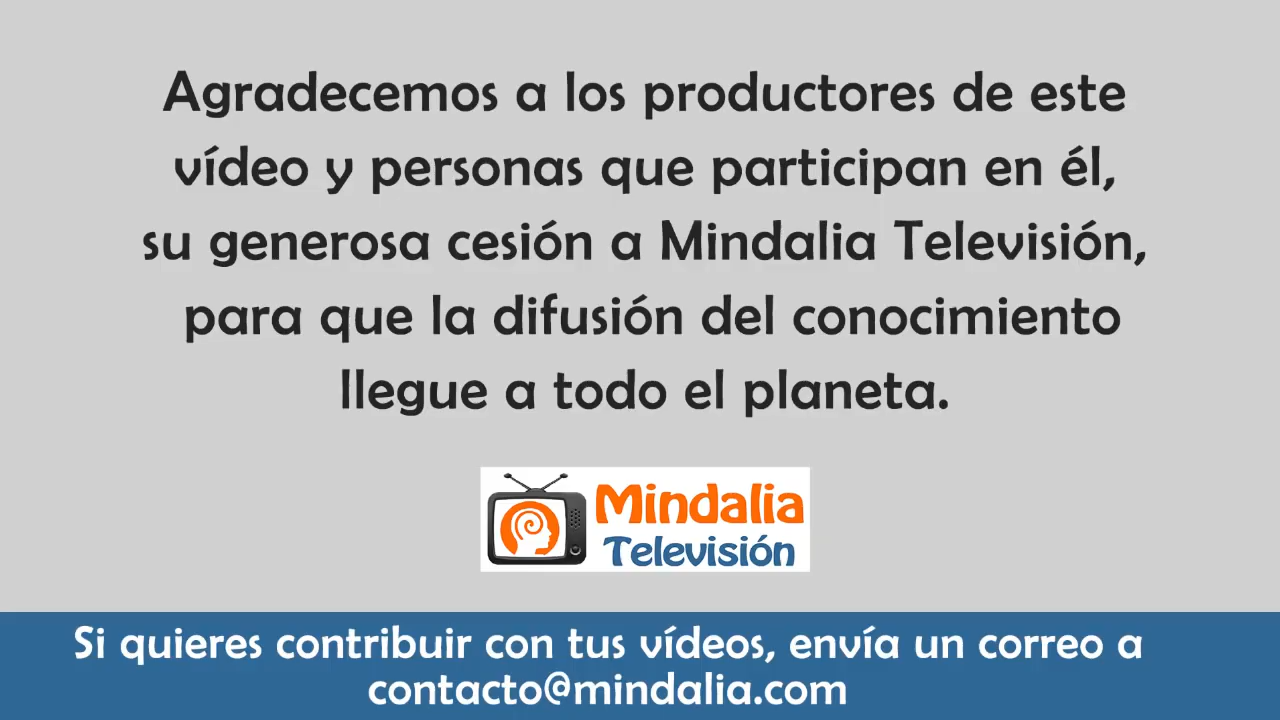 Agradecemos a los productores de este
vídeo y personas que participan en él,
su generosa cesión a Mindalia Televisión,
para que la difusión del conocimiento
llegue a todo el planeta.
Mindalia
Televisión
Si quieres contribuir con tus vídeos, envía un correo a
contacto@mindalia.com